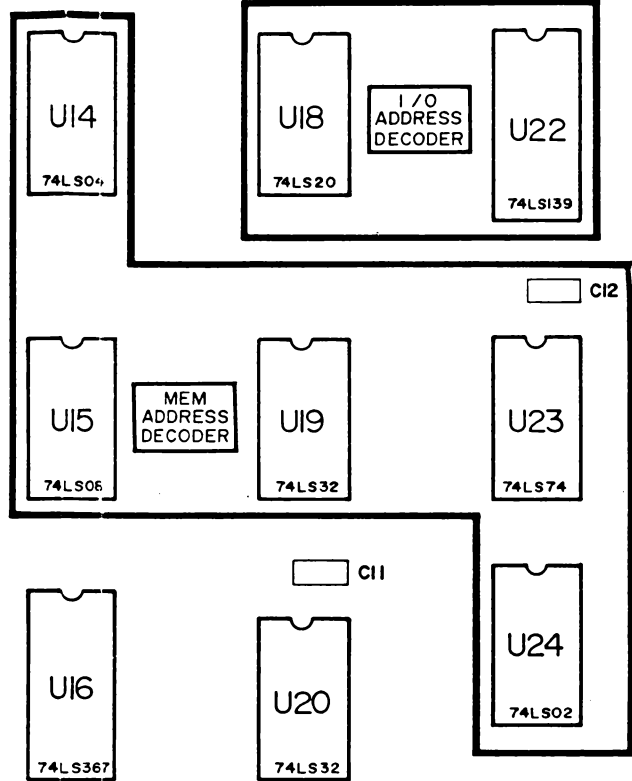 U14
74LS04
U18
74LS20
I/O
ADDRESS
DECODER
U22
74LS139
C12
U15
74LS08
MEM
ADDRESS
DECODER
U19
74LS32
U23
74LS74
C11
U16
74LS367
U20
74LS32
U24
74LS02